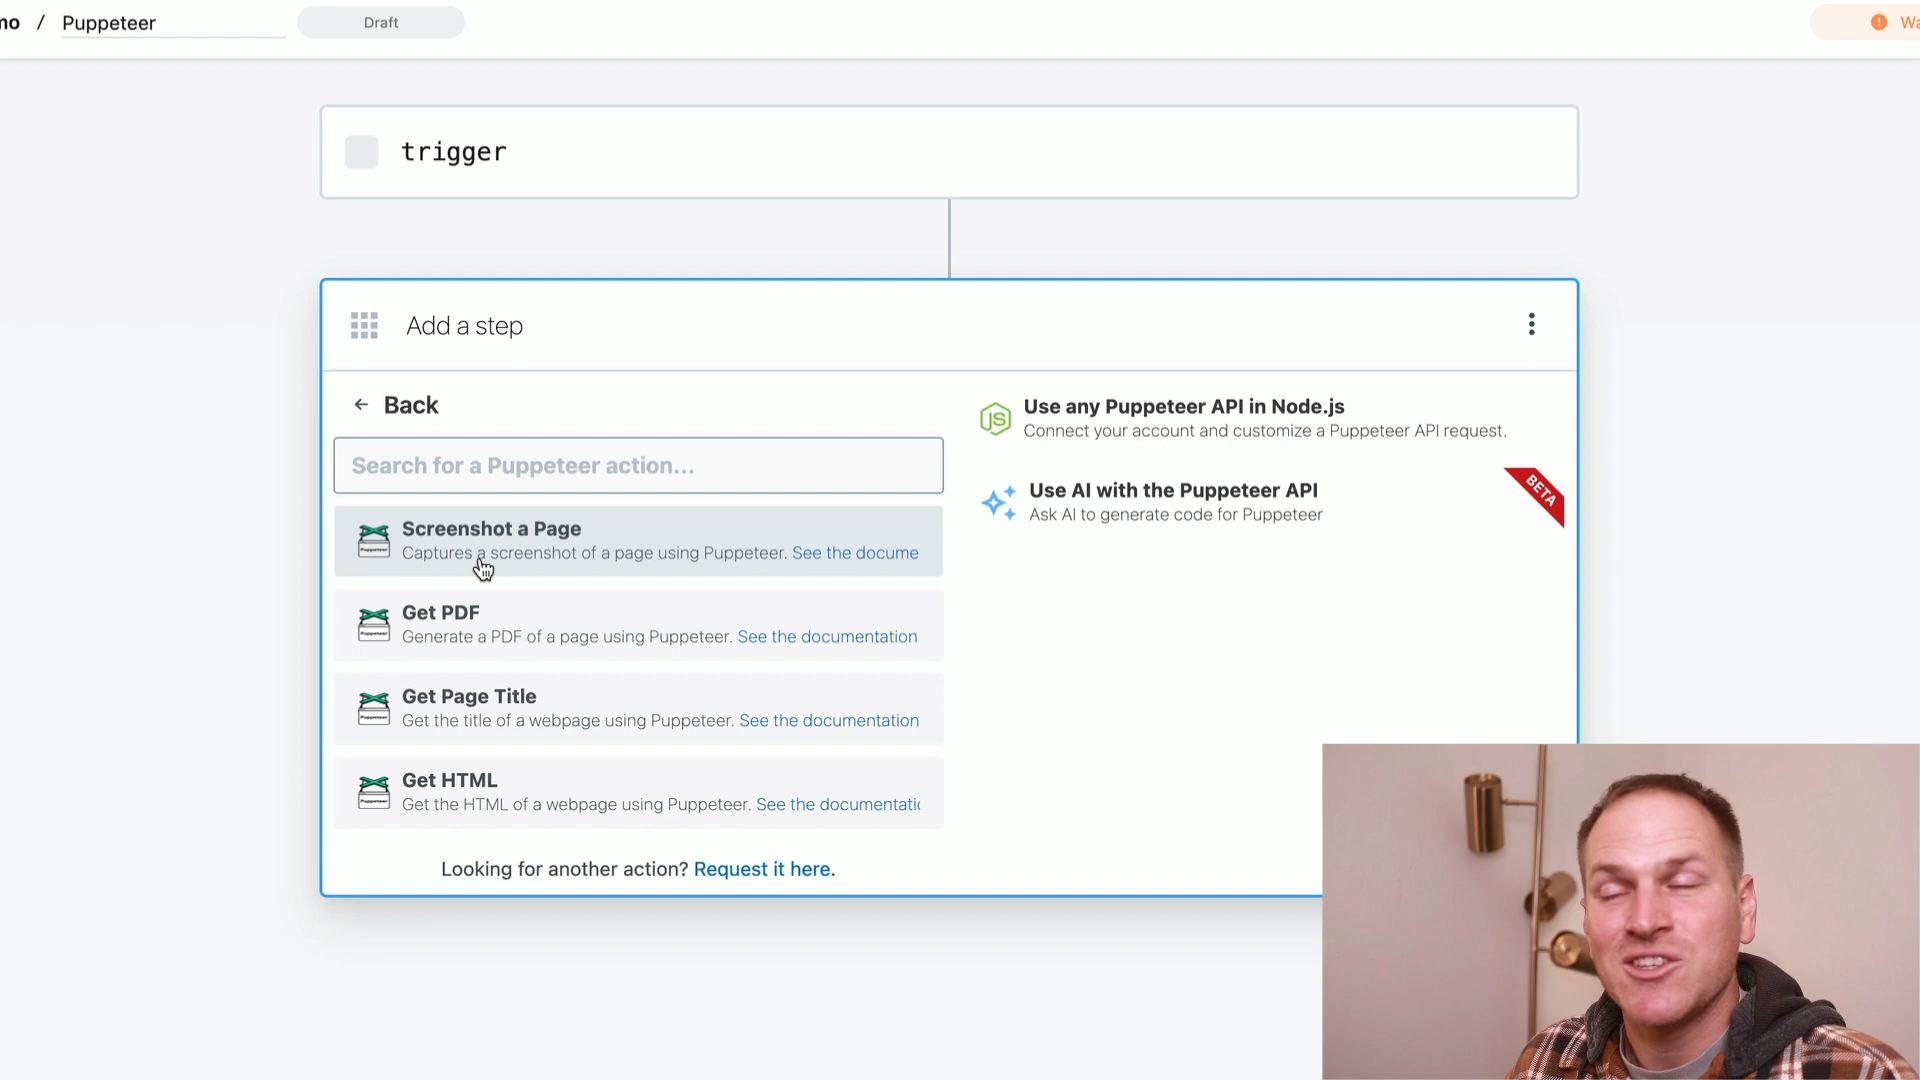 mo / Puppeteer
Draft
Wa
trigger
Add a step
← Back
Search for a Puppeteer action...
Screenshot a Page
Captures a screenshot of a page using Puppeteer. See the docume
Get PDF
Generate a PDF of a page using Puppeteer. See the documentation
Get Page Title
Get the title of a webpage using Puppeteer. See the documentation
Get HTML
Get the HTML of a webpage using Puppeteer. See the documentatic
Looking for another action? Request it here.
JS
Use any Puppeteer API in Node.js
Connect your account and customize a Puppeteer API request.
Use AI with the Puppeteer API
Ask AI to generate code for Puppeteer
BETA